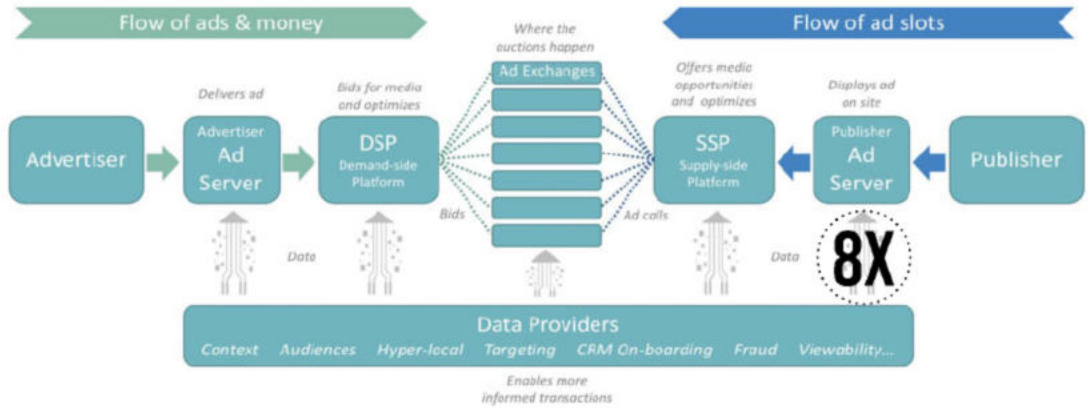 Flow of ads & money
Where the
auctions happen
Flow of ad slots
Ad Exchanges
Delivers ad
Bids for media
and optimizes
Offers media
opportunities
and optimizes
Displays ad
on site
Advertiser
Advertiser
Ad
Server
DSP
Demand-side
Platform
SSP
Supply-side
Platform
Publisher
Ad
Server
Publisher
Bids
Ad calls
Data
Data
8X
Data Providers
Context Audiences Hyper-local Targeting CRM On-boarding Fraud Viewability...
Enables more
informed transactions